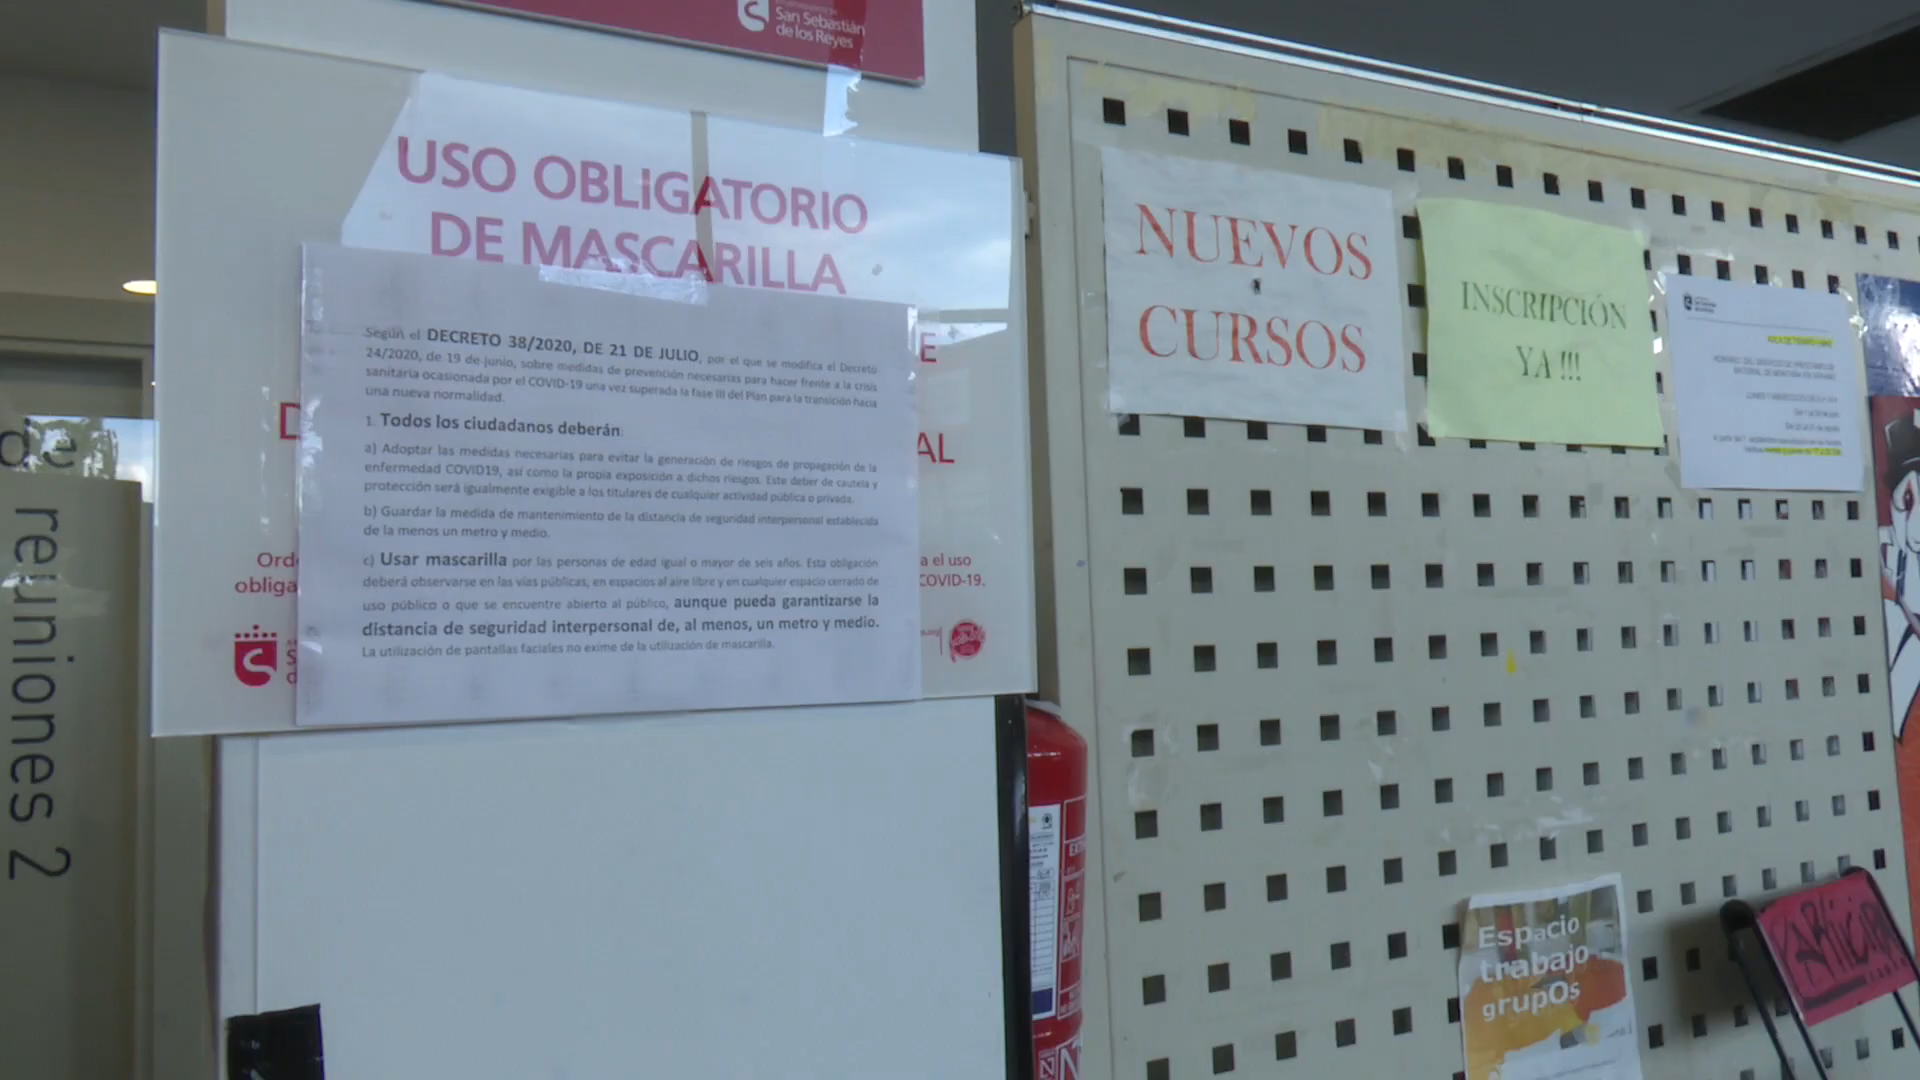 San Sebastián
de los Reyes
USO OBLIGATORIO
DE MASCARILLA
Según el DECRETO 38/2020, DE 21 DE JULIO, por el que se modifica el Decreto
24/2020, de 19 de junio, sobre medidas de prevención necesarias para hacer frente a la crisis
sanitaria ocasionada por el COVID-19 una vez superada la fase III del Plan para la transición hacia
una nueva normalidad.
1. Todos los ciudadanos deberán:
a) Adoptar las medidas necesarias para evitar la generación de riesgos de propagación de la
enfermedad COVID19, así como la propia exposición a dichos riesgos. Este deber de cautela y
protección será igualmente exigible a los titulares de cualquier actividad pública o privada.
b) Guardar la medida de mantenimiento de la distancia de seguridad interpersonal establecida
de la menos un metro y medio.
c) Usar mascarilla por las personas de edad igual o mayor de seis años. Esta obligación
deberá observarse en las vías públicas, en espacios al aire libre y en cualquier espacio cerrado de
uso público o que se encuentre abierto al público, aunque pueda garantizarse la
distancia de seguridad interpersonal de, al menos, un metro y medio.
La utilización de pantallas faciales no exime de la utilización de mascarilla.
E
D
AL
Orde
obliga
a el uso
COVID-19.
reuniones 2
NUEVOS
CURSOS
INSCRIPCIÓN
YA !!!
Espacio
trabajo
grupOs